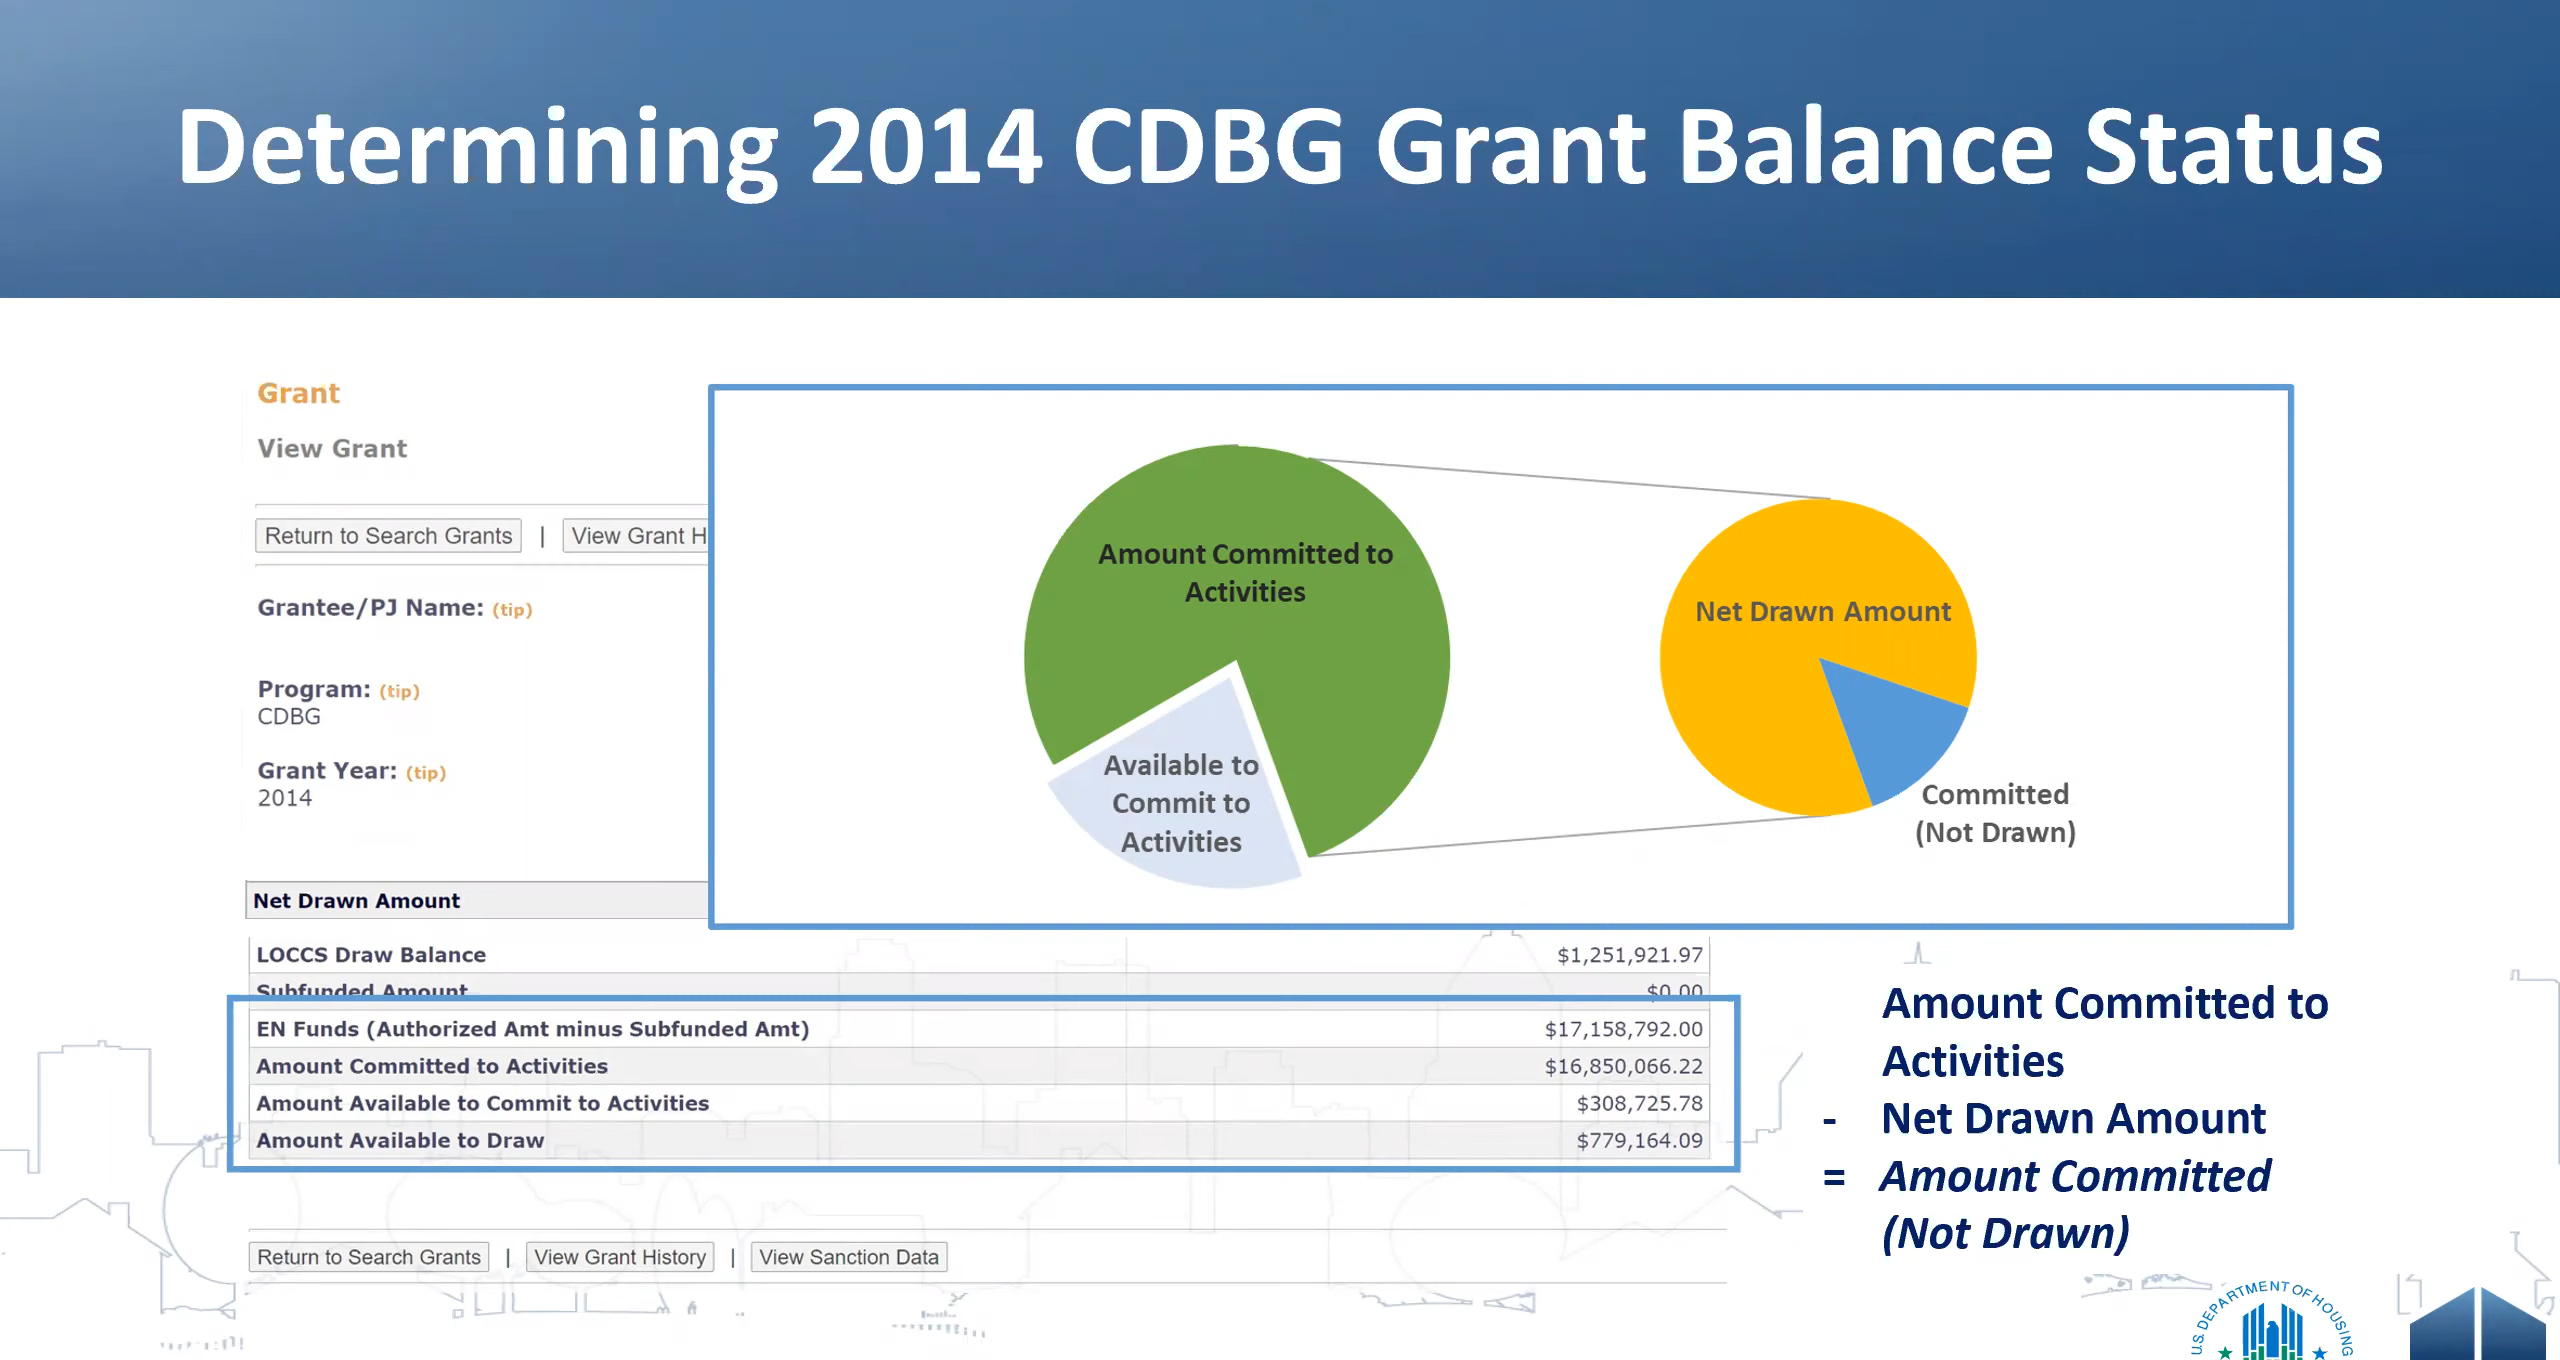 Determining 2014 CDBG Grant Balance Status
Grant
View Grant
Return to Search Grants | View Grant H
Grantee/PJ Name: (tip)
Program: (tip)
CDBG
Grant Year: (tip)
2014
Amount Committed to
Activities
Available to
Commit to
Activities
Net Drawn Amount
Committed
(Not Drawn)
Net Drawn Amount
LOCCS Draw Balance $1,251,921.97
Subfunded Amount $0.00
EN Funds (Authorized Amt minus Subfunded Amt) $17,158,792.00
Amount Committed to Activities $16,850,066.22
Amount Available to Commit to Activities $308,725.78
Amount Available to Draw $779,164.09
Return to Search Grants | View Grant History | View Sanction Data
Amount Committed to
Activities
- Net Drawn Amount
= Amount Committed
(Not Drawn)
U.S. DEPARTMENT OF HOUSING